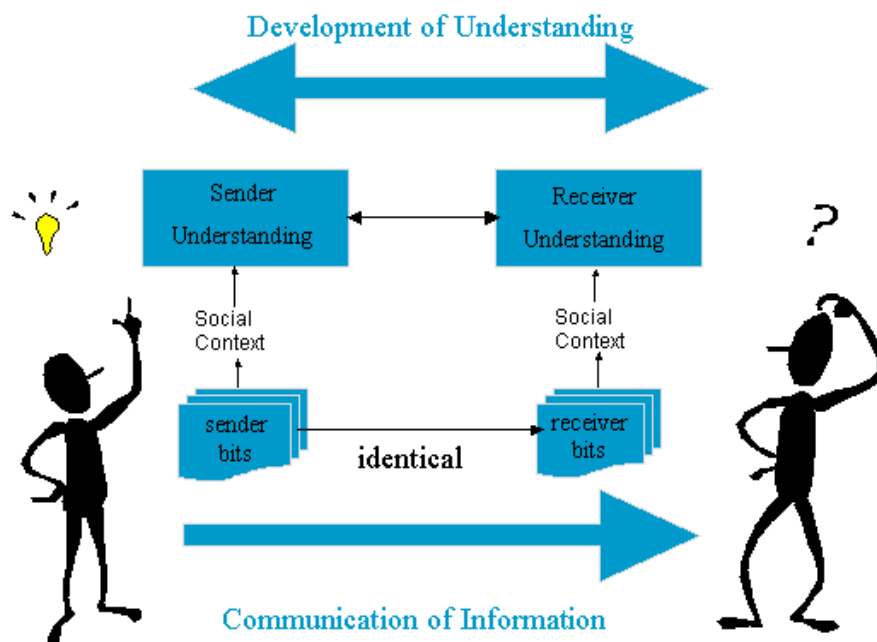 Development of Understanding
Sender
Understanding
Receiver
Understanding
?
Social
Context
Social
Context
sender
bits
identical
receiver
bits
Communication of Information